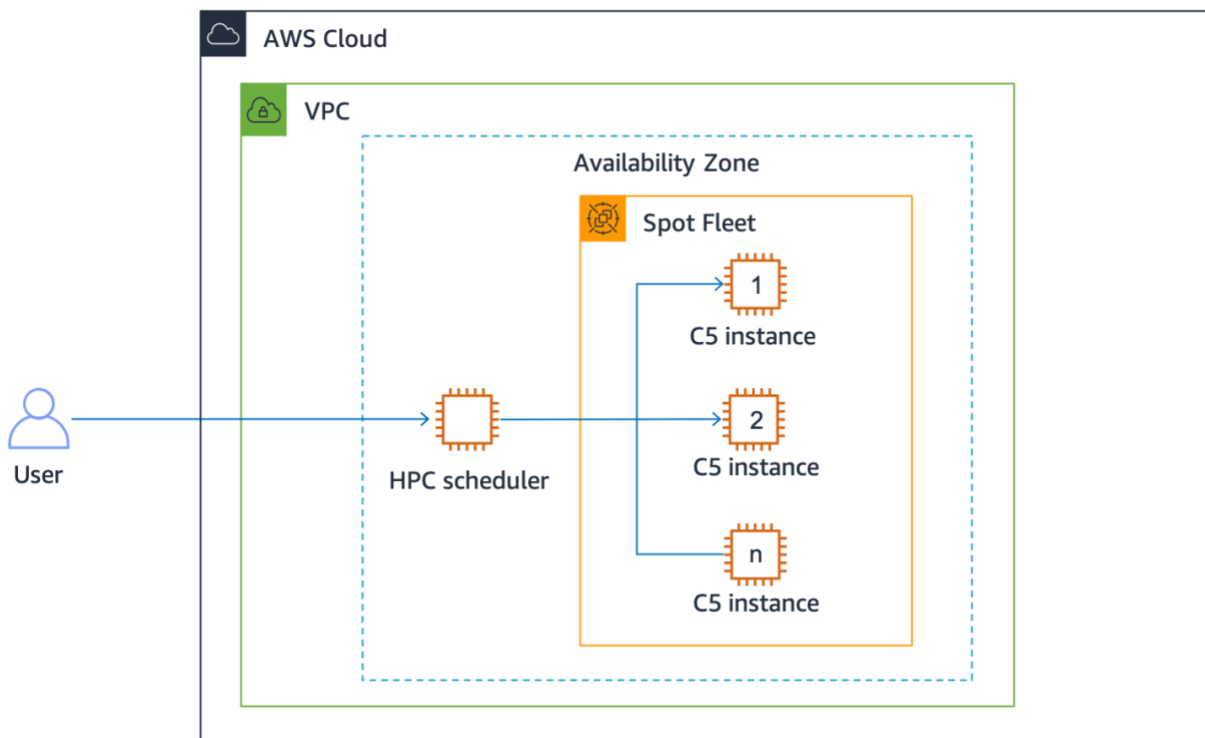 AWS Cloud
VPC
Availability Zone
Spot Fleet
1
C5 instance
2
C5 instance
User
HPC scheduler
n
C5 instance